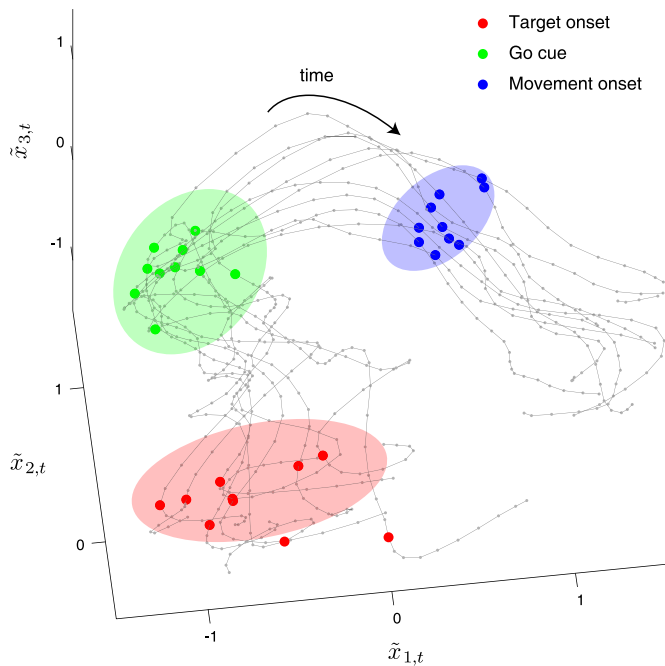 Target onset
Go cue
Movement onset
time
1
0
-1
x̃3,t
1
0
x̃2,t
-1
0
1
x̃1,t